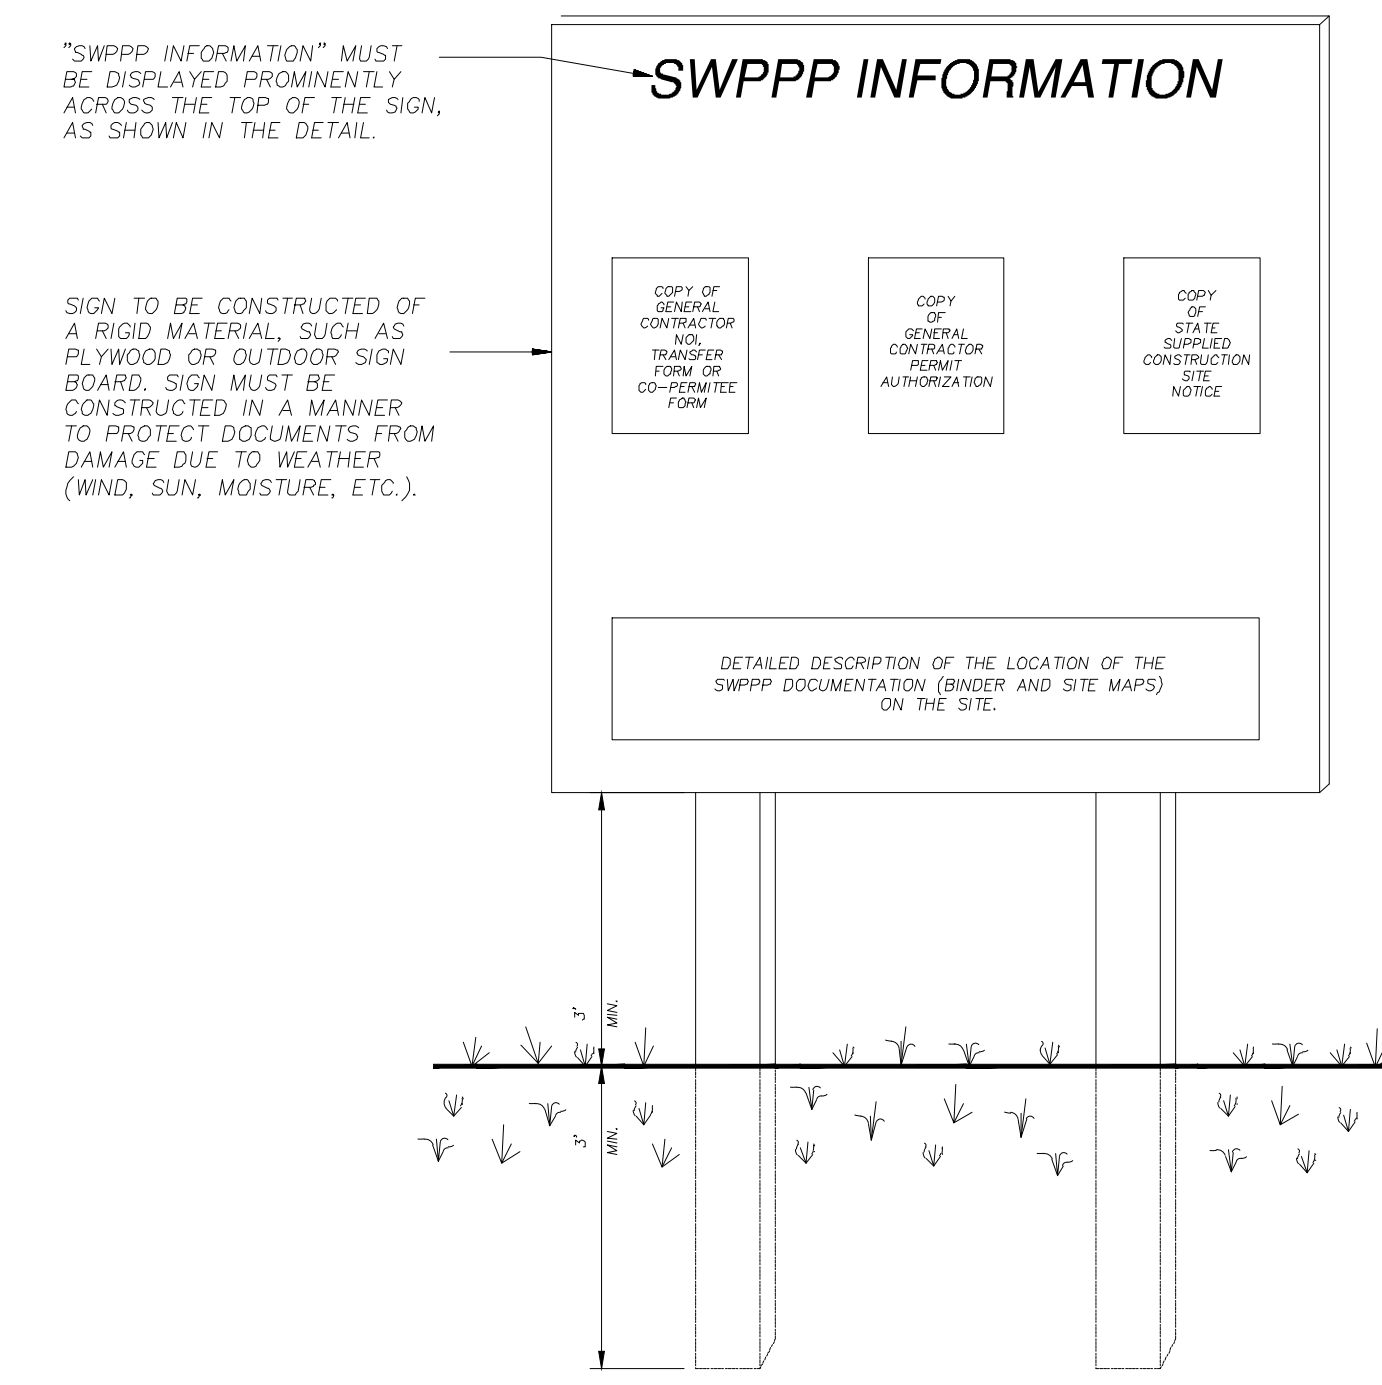 "SWPPP INFORMATION" MUST
BE DISPLAYED PROMINENTLY
ACROSS THE TOP OF THE SIGN,
AS SHOWN IN THE DETAIL.
SWPPP INFORMATION
SIGN TO BE CONSTRUCTED OF
A RIGID MATERIAL, SUCH AS
PLYWOOD OR OUTDOOR SIGN
BOARD. SIGN MUST BE
CONSTRUCTED IN A MANNER
TO PROTECT DOCUMENTS FROM
DAMAGE DUE TO WEATHER
(WIND, SUN, MOISTURE, ETC.).
COPY OF
GENERAL
CONTRACTOR
NOI,
TRANSFER
FORM OR
CO-PERMITEE
FORM
COPY
OF
GENERAL
CONTRACTOR
PERMIT
AUTHORIZATION
COPY
OF
STATE
SUPPLIED
CONSTRUCTION
SITE
NOTICE
DETAILED DESCRIPTION OF THE LOCATION OF THE
SWPPP DOCUMENTATION (BINDER AND SITE MAPS)
ON THE SITE.
3'
MIN.
3'
MIN.